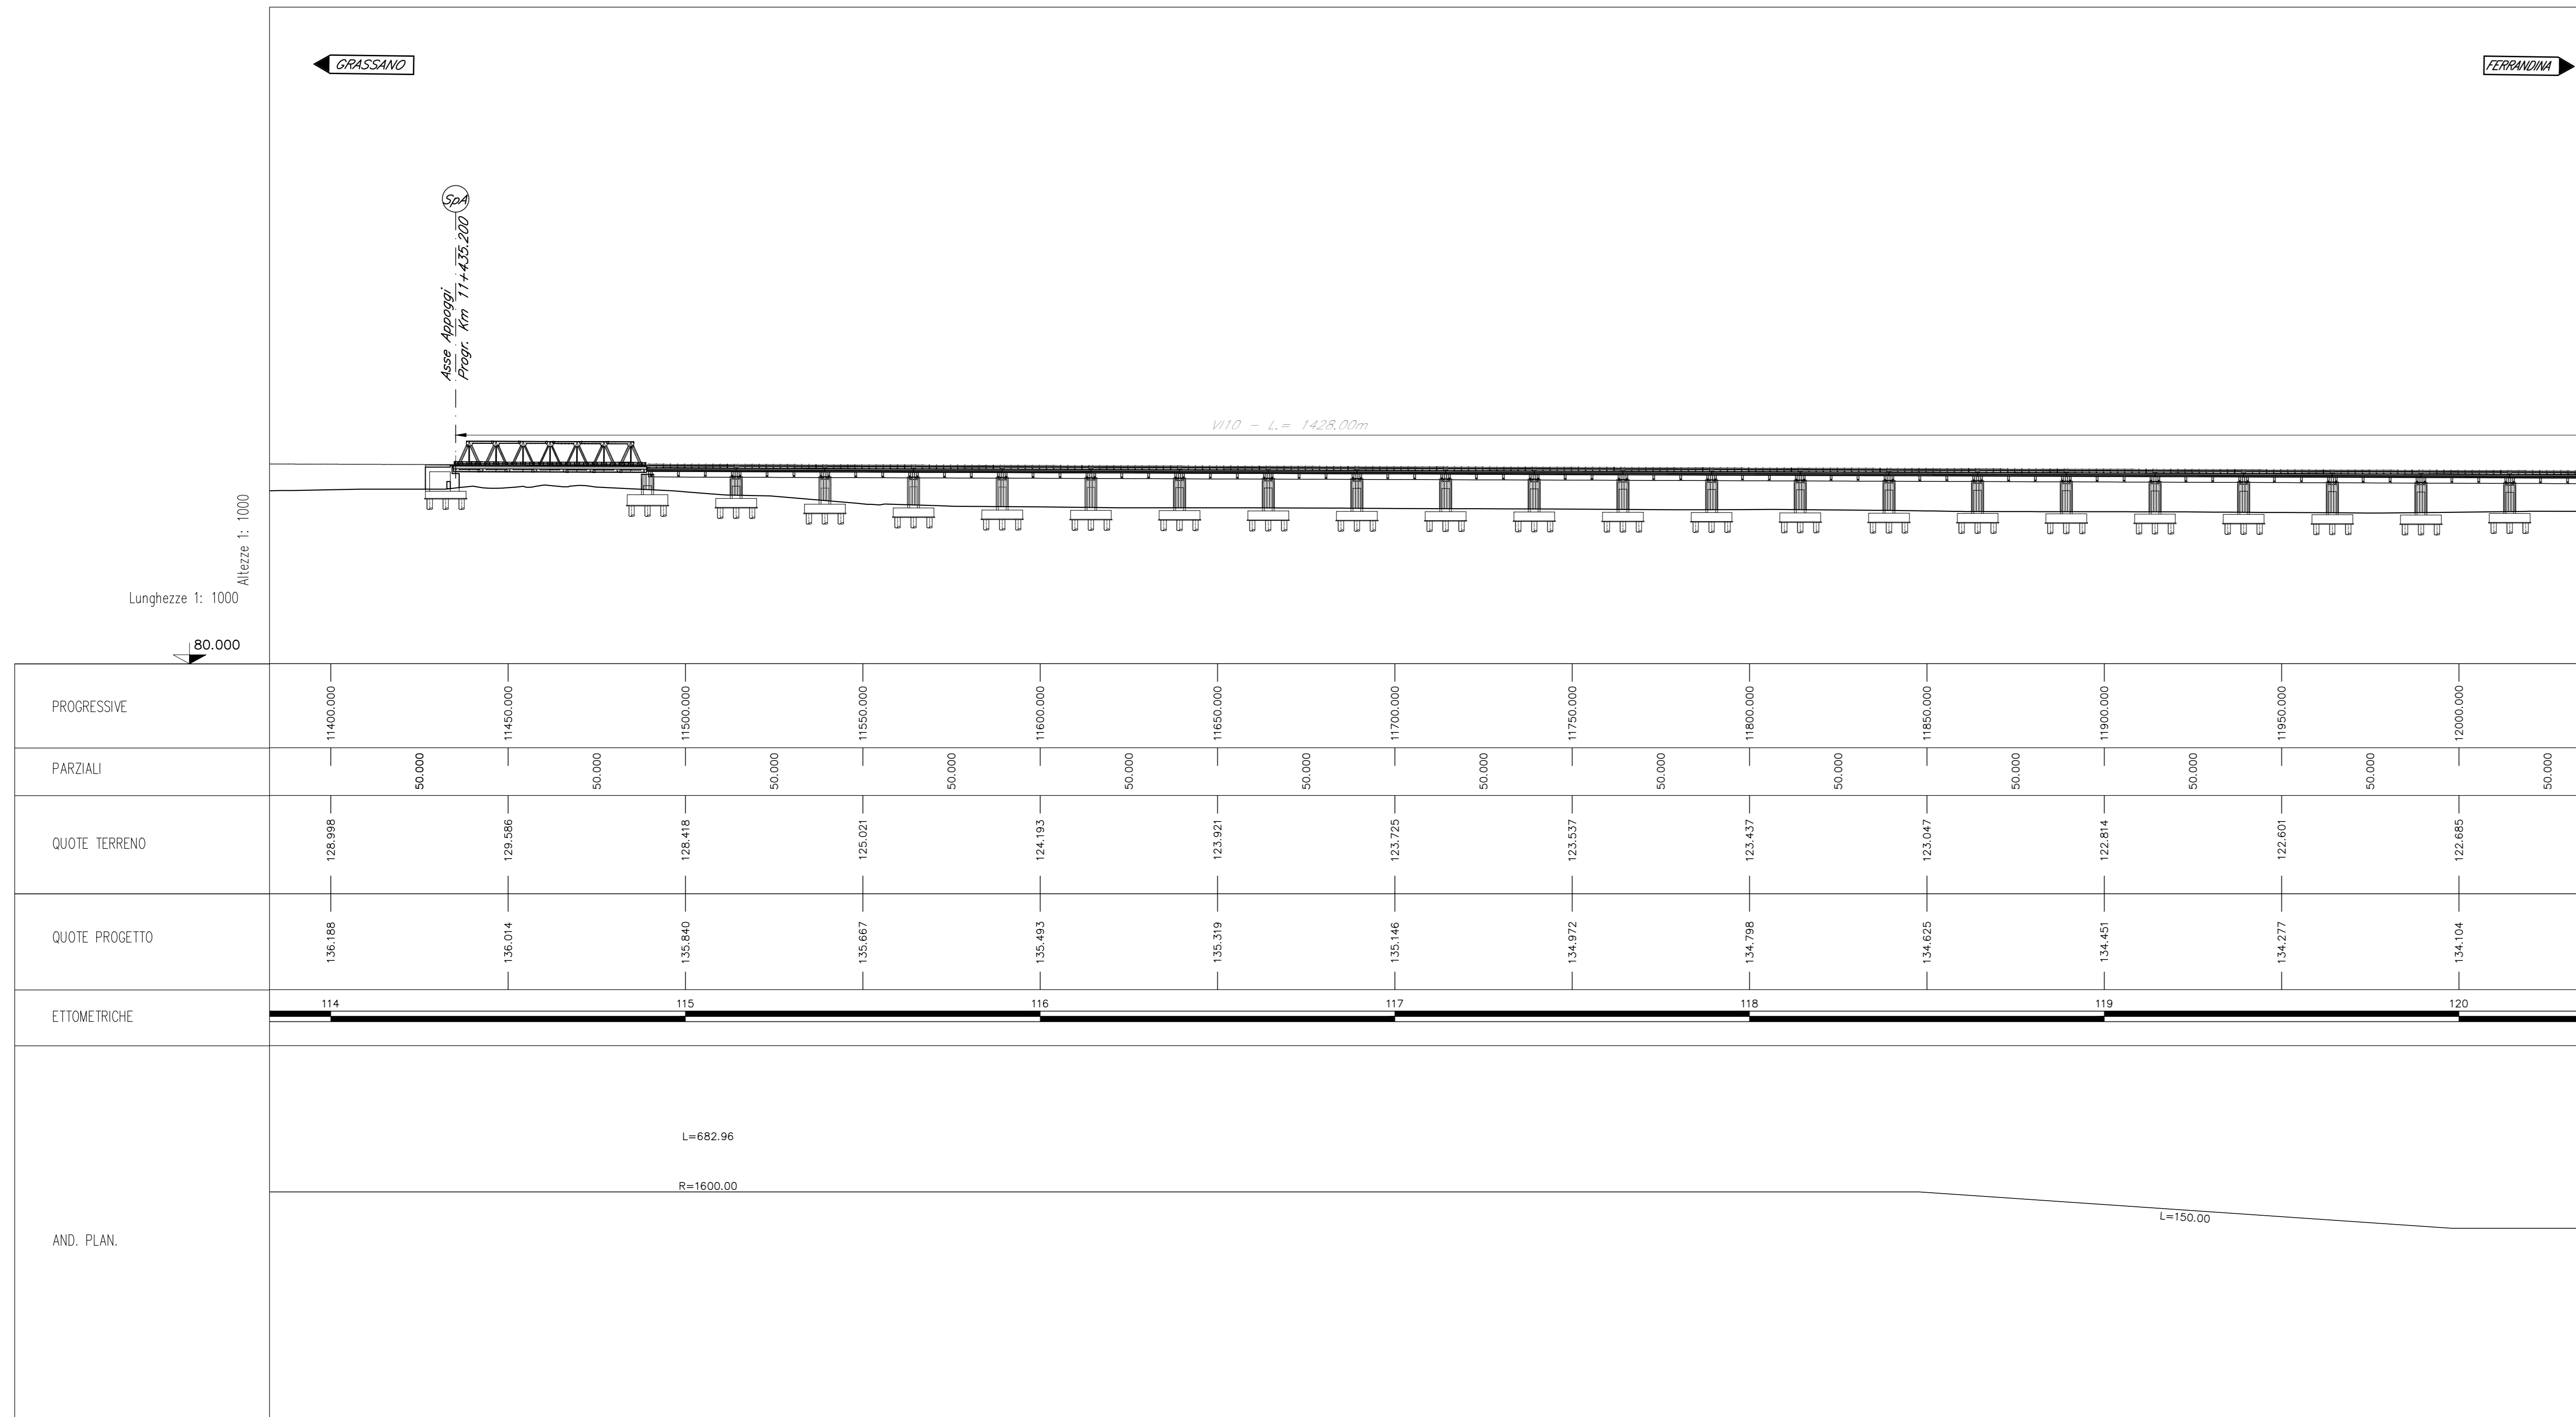 GRASSANO
FERRANDINA
SpA
Asse Appoggi
Progr. Km 11+435.200
VI10 - L.= 1428.00m
Altezze 1: 1000
Lunghezze 1: 1000
80.000
PROGRESSIVE
11400.000 11450.000 11500.000 11550.000 11600.000 11650.000 11700.000 11750.000 11800.000 11850.000 11900.000 11950.000 12000.000
PARZIALI
50.000 50.000 50.000 50.000 50.000 50.000 50.000 50.000 50.000 50.000 50.000 50.000 50.000
QUOTE TERRENO
128.998 129.586 128.418 125.021 124.193 123.921 123.725 123.537 123.437 123.047 122.814 122.601 122.685
QUOTE PROGETTO
136.188 136.014 135.840 135.667 135.493 135.319 135.146 134.972 134.798 134.625 134.451 134.277 134.104
ETTOMETRICHE
114 115 116 117 118 119 120
AND. PLAN.
L=682.96
R=1600.00
L=150.00